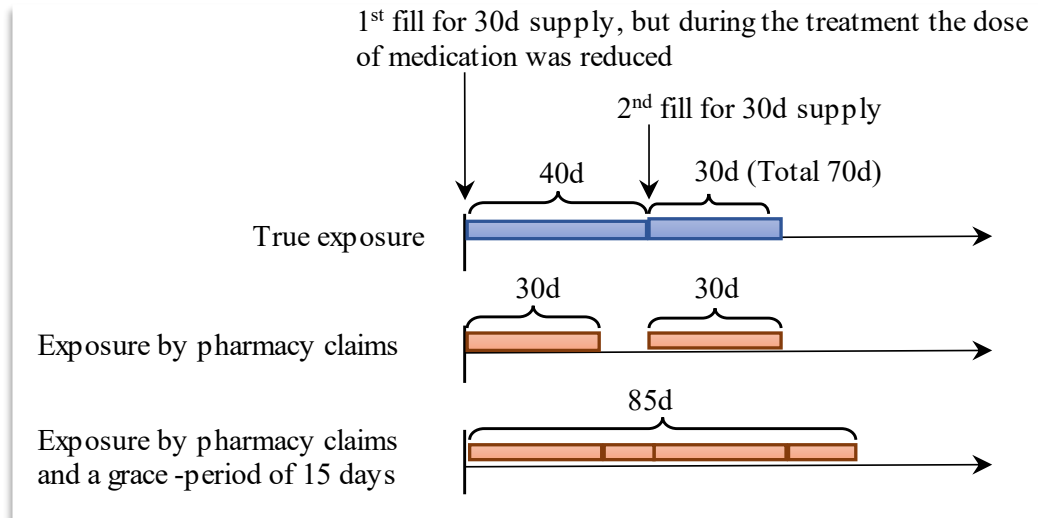 1st fill for 30d supply, but during the treatment the dose
of medication was reduced
2nd fill for 30d supply
40d
30d (Total 70d)
True exposure
30d
30d
Exposure by pharmacy claims
85d
Exposure by pharmacy claims
and a grace -period of 15 days